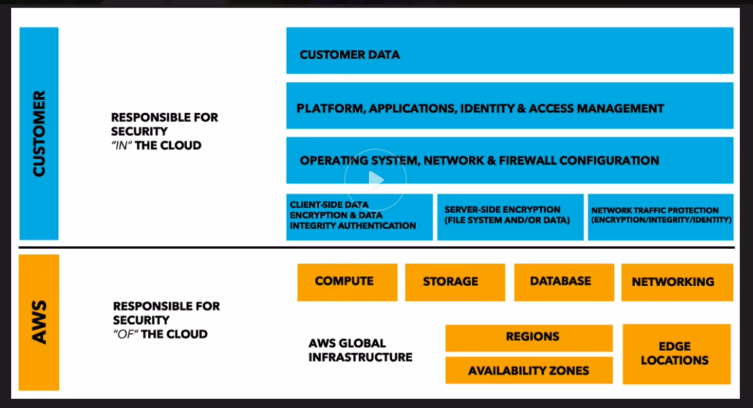 CUSTOMER
RESPONSIBLE FOR
SECURITY
"IN" THE CLOUD
CUSTOMER DATA
PLATFORM, APPLICATIONS, IDENTITY & ACCESS MANAGEMENT
OPERATING SYSTEM, NETWORK & FIREWALL CONFIGURATION
CLIENT-SIDE DATA
ENCRYPTION & DATA
INTEGRITY AUTHENTICATION
SERVER-SIDE ENCRYPTION
(FILE SYSTEM AND/OR DATA)
NETWORK TRAFFIC PROTECTION
(ENCRYPTION/INTEGRITY/IDENTITY)
AWS
RESPONSIBLE FOR
SECURITY
"OF" THE CLOUD
COMPUTE
STORAGE
DATABASE
NETWORKING
AWS GLOBAL
INFRASTRUCTURE
REGIONS
AVAILABILITY ZONES
EDGE
LOCATIONS